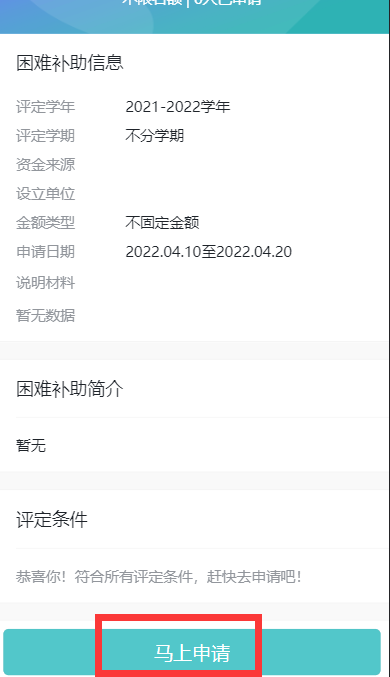 困难补助信息
评定学年 2021-2022学年
评定学期 不分学期
资金来源
设立单位
金额类型 不固定金额
申请日期 2022.04.10至2022.04.20
说明材料
暂无数据
困难补助简介
暂无
评定条件
恭喜你！符合所有评定条件，赶快去申请吧！
马上申请